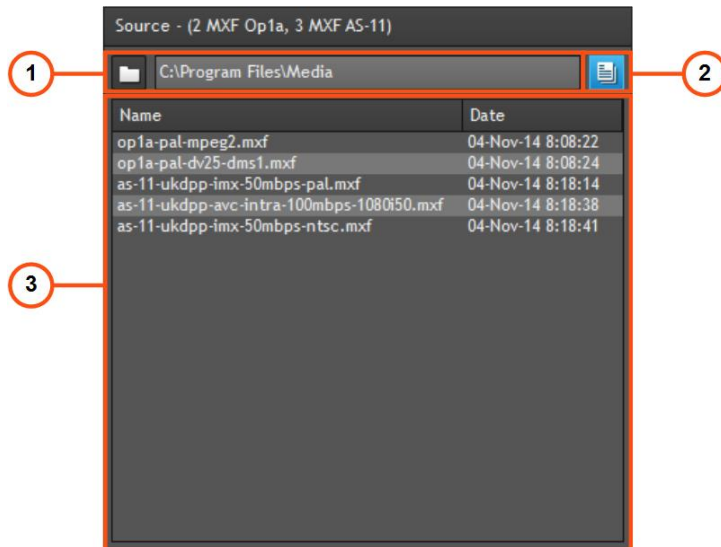 Source - (2 MXF Op1a, 3 MXF AS-11)
1
C:\Program Files\Media
2
Name Date
op1a-pal-mpeg2.mxf 04-Nov-14 8:08:22
op1a-pal-dv25-dms1.mxf 04-Nov-14 8:08:24
as-11-ukdpp-imx-50mbps-pal.mxf 04-Nov-14 8:18:14
as-11-ukdpp-avc-intra-100mbps-1080i50.mxf 04-Nov-14 8:18:38
as-11-ukdpp-imx-50mbps-ntsc.mxf 04-Nov-14 8:18:41
3